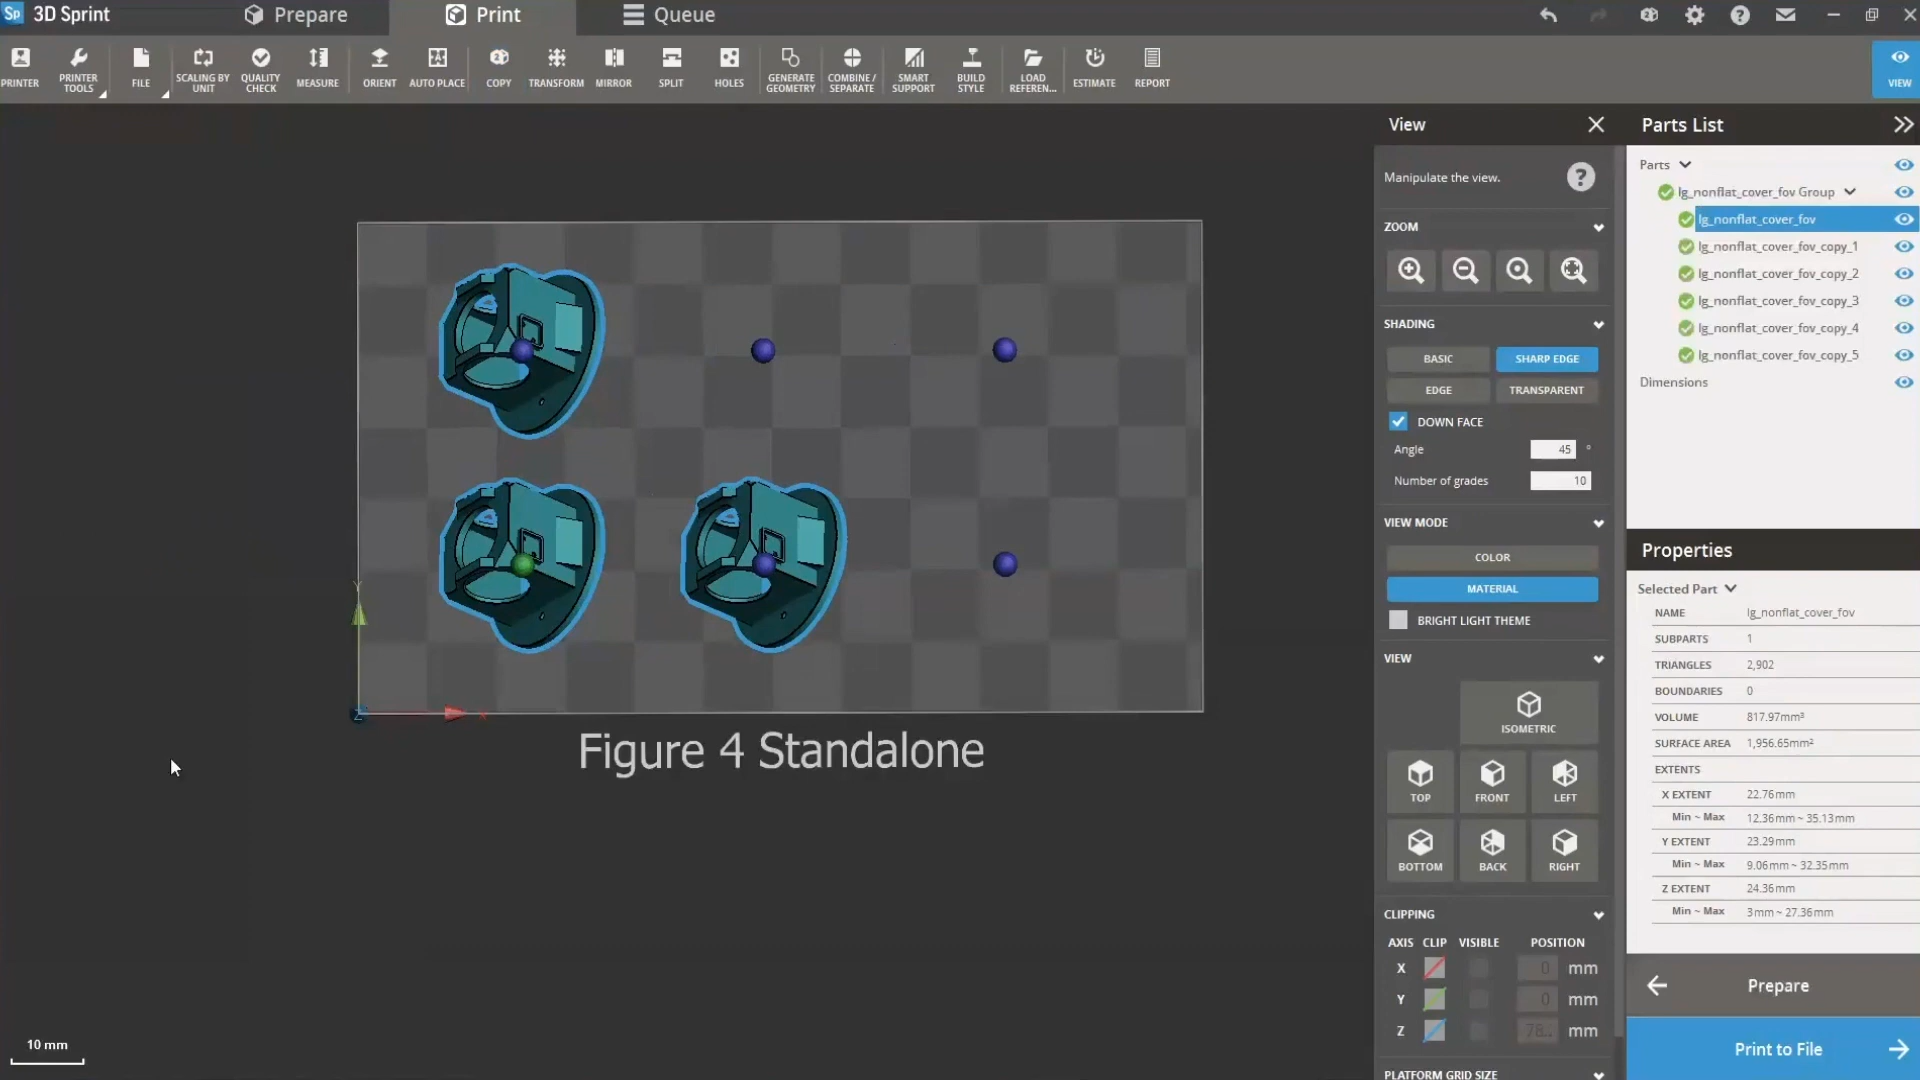 Sp 3D Sprint
Prepare
Print
Queue
PRINTER
PRINTER TOOLS
FILE
SCALING BY UNIT
QUALITY CHECK
MEASURE
ORIENT
AUTO PLACE
COPY
TRANSFORM
MIRROR
SPLIT
HOLES
GENERATE GEOMETRY
COMBINE / SEPARATE
SMART SUPPORT
BUILD STYLE
LOAD REFEREN...
ESTIMATE
REPORT
VIEW
View
Manipulate the view.
ZOOM
SHADING
BASIC
SHARP EDGE
EDGE
TRANSPARENT
DOWN FACE
Angle 45 °
Number of grades 10
VIEW MODE
COLOR
MATERIAL
BRIGHT LIGHT THEME
VIEW
ISOMETRIC
TOP
FRONT
LEFT
BOTTOM
BACK
RIGHT
CLIPPING
AXIS CLIP VISIBLE POSITION
X 0 mm
Y 0 mm
Z 78... mm
PLATFORM GRID SIZE
Parts List
Parts
lg_nonflat_cover_fov Group
lg_nonflat_cover_fov
lg_nonflat_cover_fov_copy_1
lg_nonflat_cover_fov_copy_2
lg_nonflat_cover_fov_copy_3
lg_nonflat_cover_fov_copy_4
lg_nonflat_cover_fov_copy_5
Dimensions
Properties
Selected Part
NAME lg_nonflat_cover_fov
SUBPARTS 1
TRIANGLES 2,902
BOUNDARIES 0
VOLUME 817.97mm³
SURFACE AREA 1,956.65mm²
EXTENTS
X EXTENT 22.76mm
Min ~ Max 12.36mm ~ 35.13mm
Y EXTENT 23.29mm
Min ~ Max 9.06mm ~ 32.35mm
Z EXTENT 24.36mm
Min ~ Max 3mm ~ 27.36mm
Prepare
Print to File
Y
Z
X
Figure 4 Standalone
10 mm